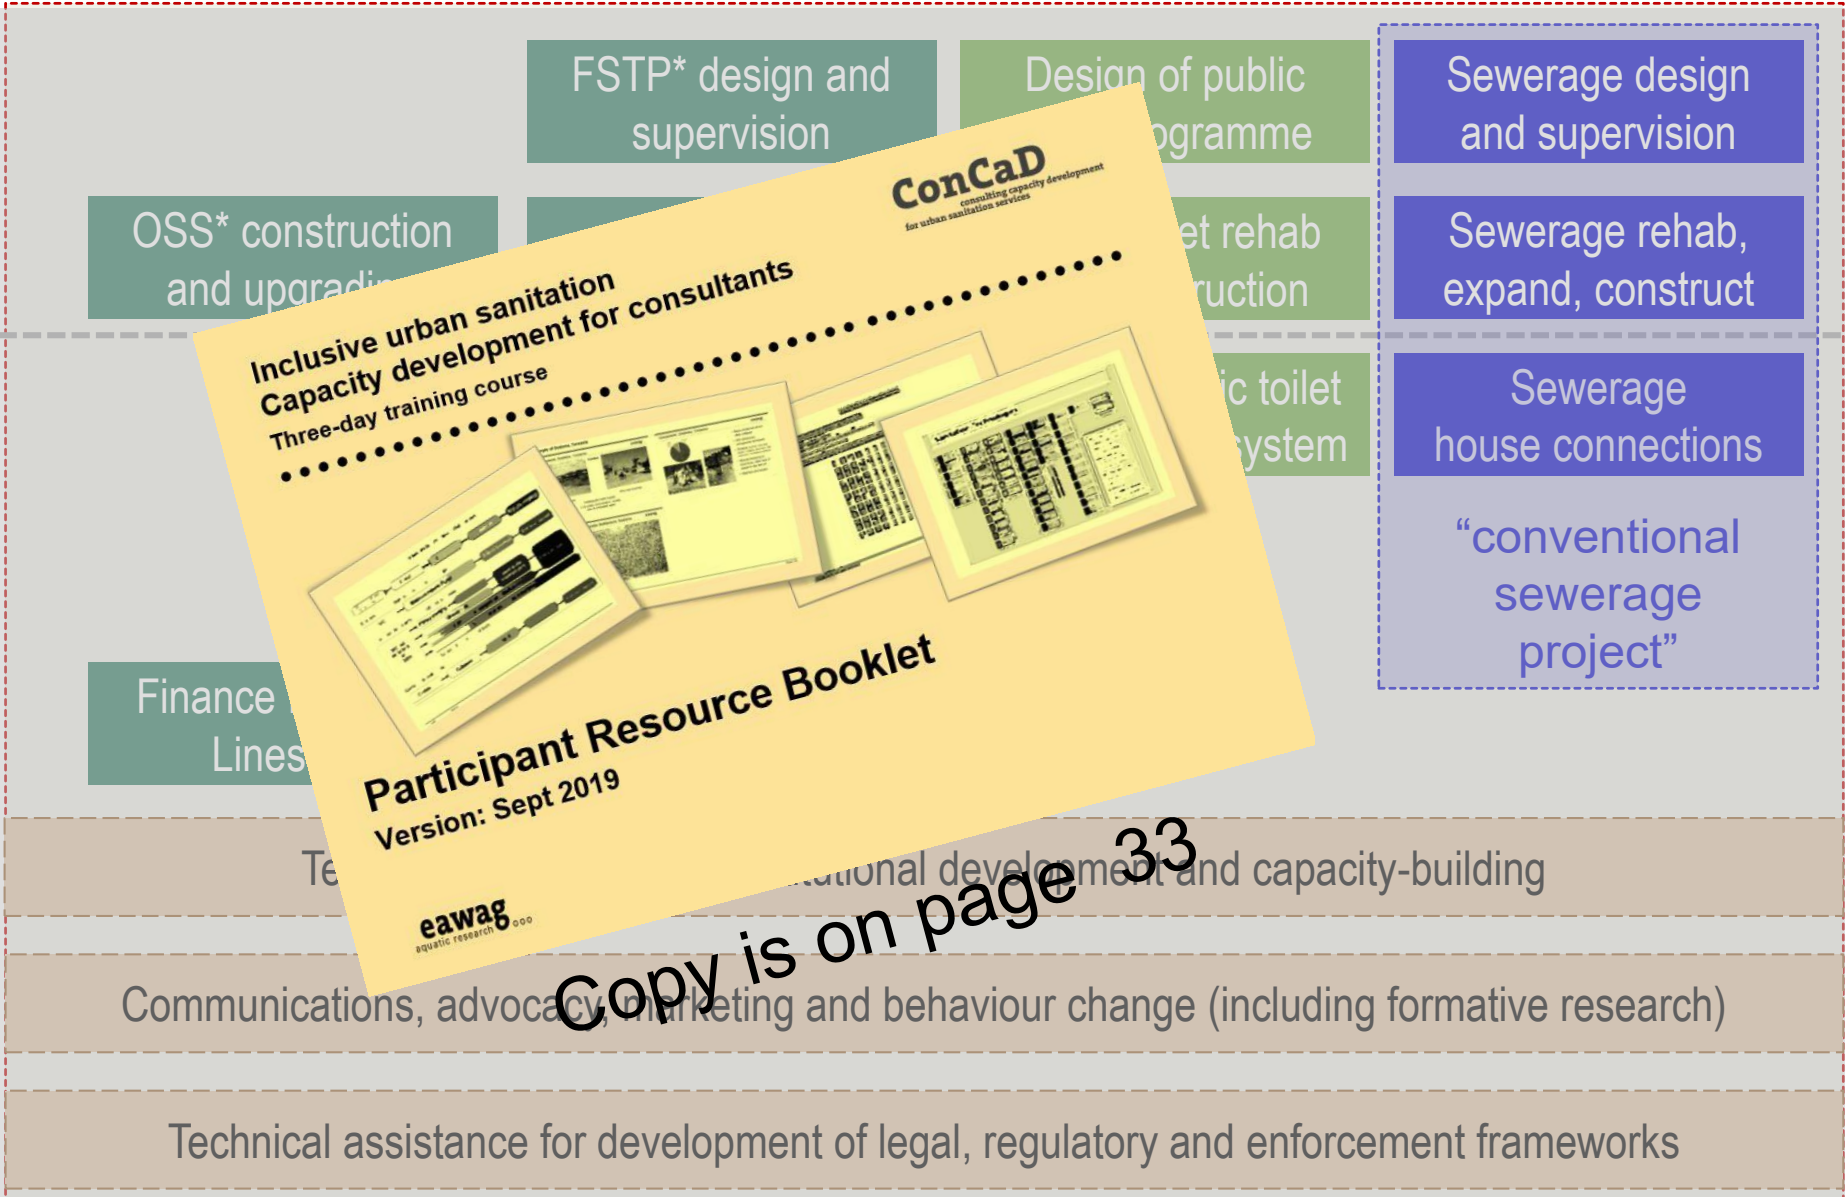 FSTP* design and
supervision
Design of public
ogramme
Sewerage design
and supervision
OSS* construction
and upgradin
et rehab
ruction
Sewerage rehab,
expand, construct
ic toilet
system
Sewerage
house connections
“conventional
sewerage
project”
Finance
Lines
ConCaD
consulting capacity development
for urban sanitation services
Inclusive urban sanitation
Capacity development for consultants
Three-day training course
Participant Resource Booklet
Version: Sept 2019
eawag
aquatic research
Copy is on page 33
Te tutional development and capacity-building
Communications, advocacy, marketing and behaviour change (including formative research)
Technical assistance for development of legal, regulatory and enforcement frameworks